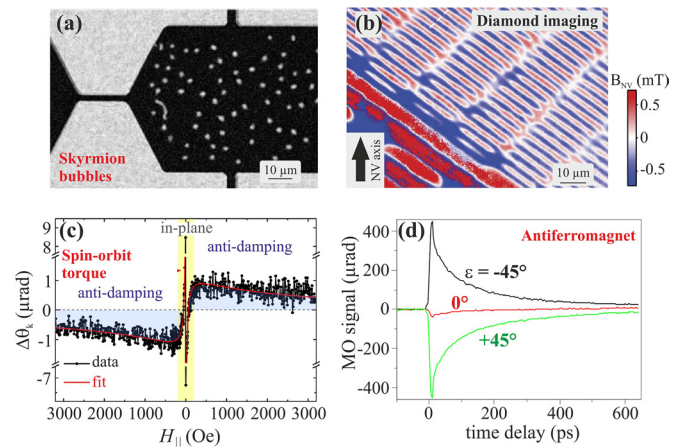 (a)
Skyrmion
bubbles
10 μm
(b)
Diamond imaging
NV axis
10 μm
B_NV (mT)
0.5
0
-0.5
(c)
in-plane
Spin-orbit
torque
anti-damping
anti-damping
data
fit
Δθ_k (μrad)
9
8
1
0
-1
-7
3000 2000 1000 0 1000 2000 3000
H_|| (Oe)
(d)
Antiferromagnet
ε = -45°
0°
+45°
MO signal (μrad)
400
200
0
-200
-400
0 200 400 600
time delay (ps)